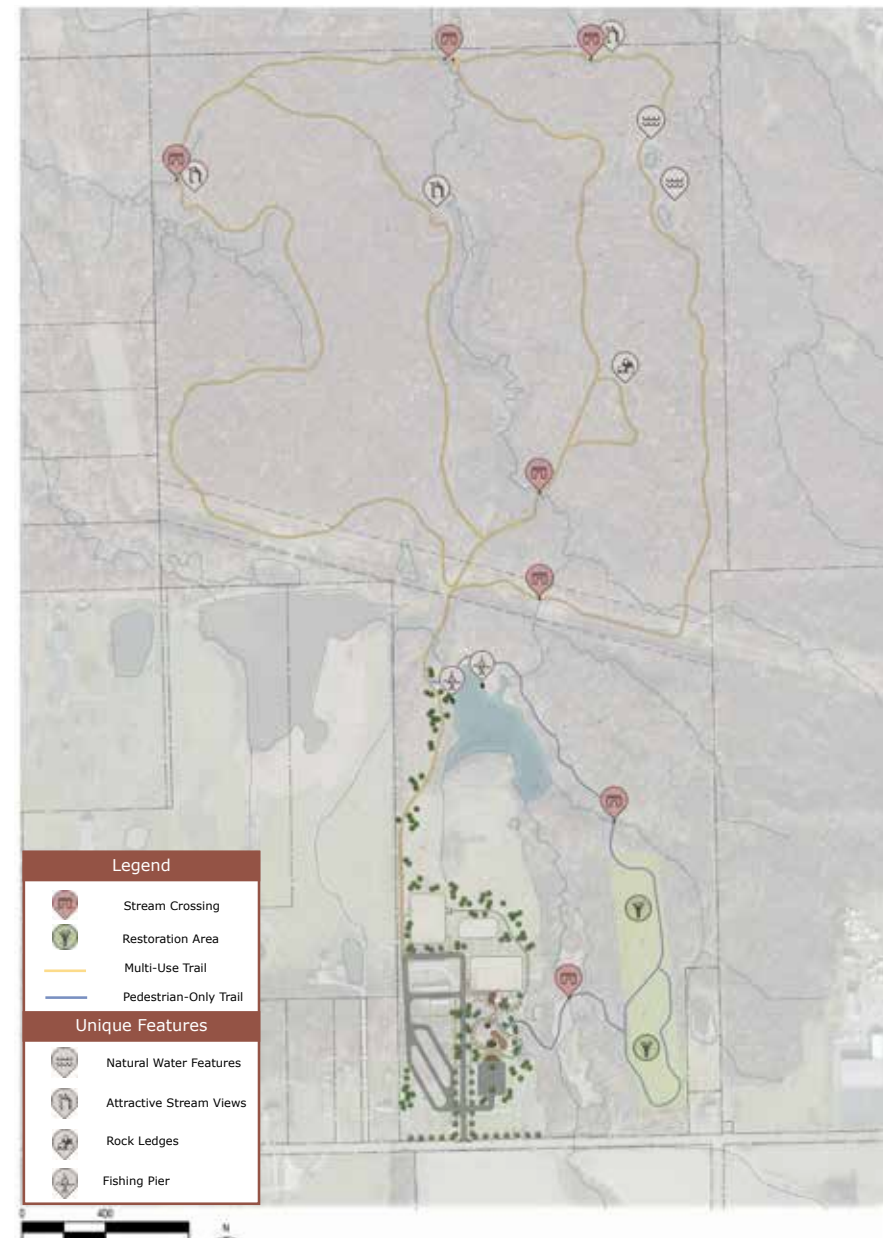 Legend
Stream Crossing
Restoration Area
Multi-Use Trail
Pedestrian-Only Trail
Unique Features
Natural Water Features
Attractive Stream Views
Rock Ledges
Fishing Pier
0 400
N